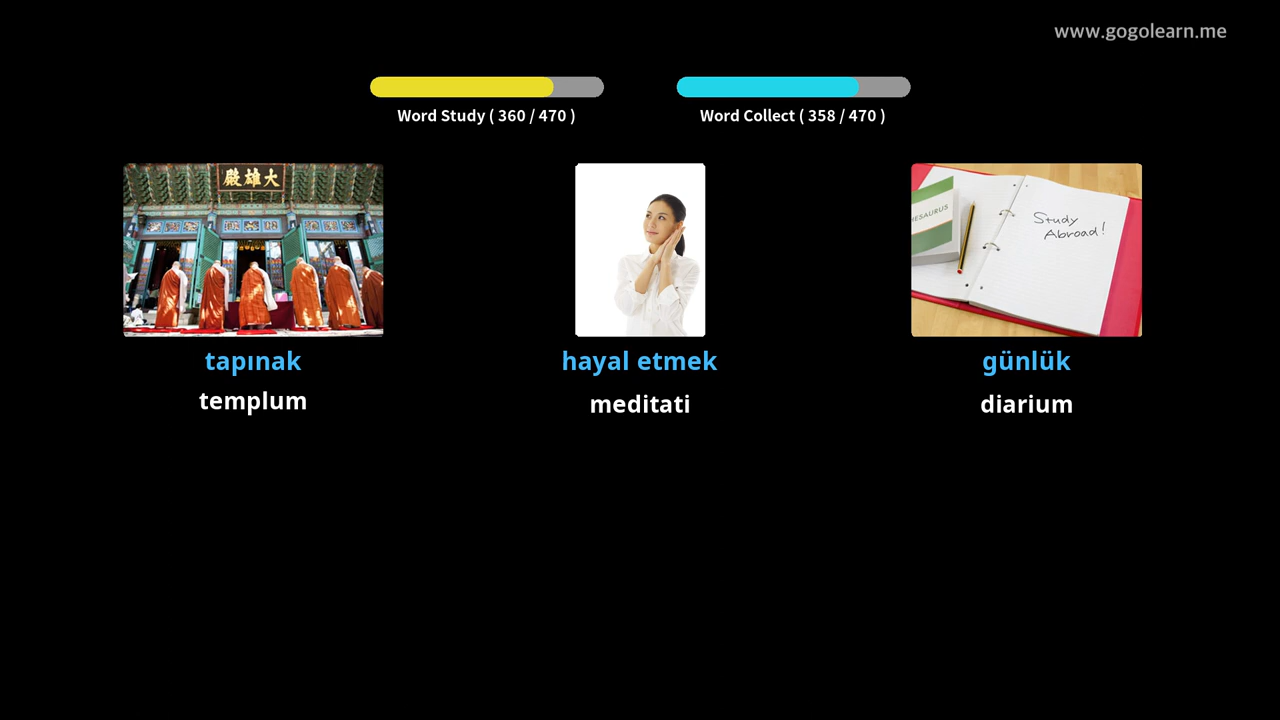 www.gogolearn.me
Word Study ( 360 / 470 )
Word Collect ( 358 / 470 )
殿雄大
HESAURUS
Study
Abroad!
tapınak
hayal etmek
günlük
templum
meditati
diarium